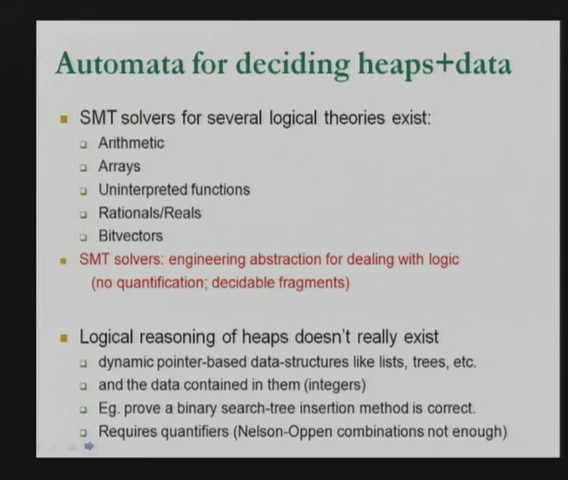 Automata for deciding heaps+data
SMT solvers for several logical theories exist:
Arithmetic
Arrays
Uninterpreted functions
Rationals/Reals
Bitvectors
SMT solvers: engineering abstraction for dealing with logic
(no quantification; decidable fragments)
Logical reasoning of heaps doesn't really exist
dynamic pointer-based data-structures like lists, trees, etc.
and the data contained in them (integers)
Eg. prove a binary search-tree insertion method is correct.
Requires quantifiers (Nelson-Oppen combinations not enough)